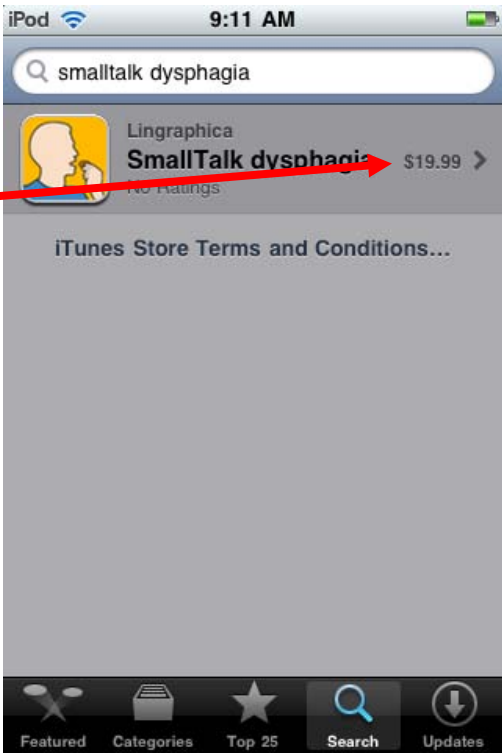 iPod 9:11 AM
smalltalk dysphagia
Lingraphica
SmallTalk dysphagia $19.99
No Ratings
iTunes Store Terms and Conditions...
Featured Categories Top 25 Search Updates